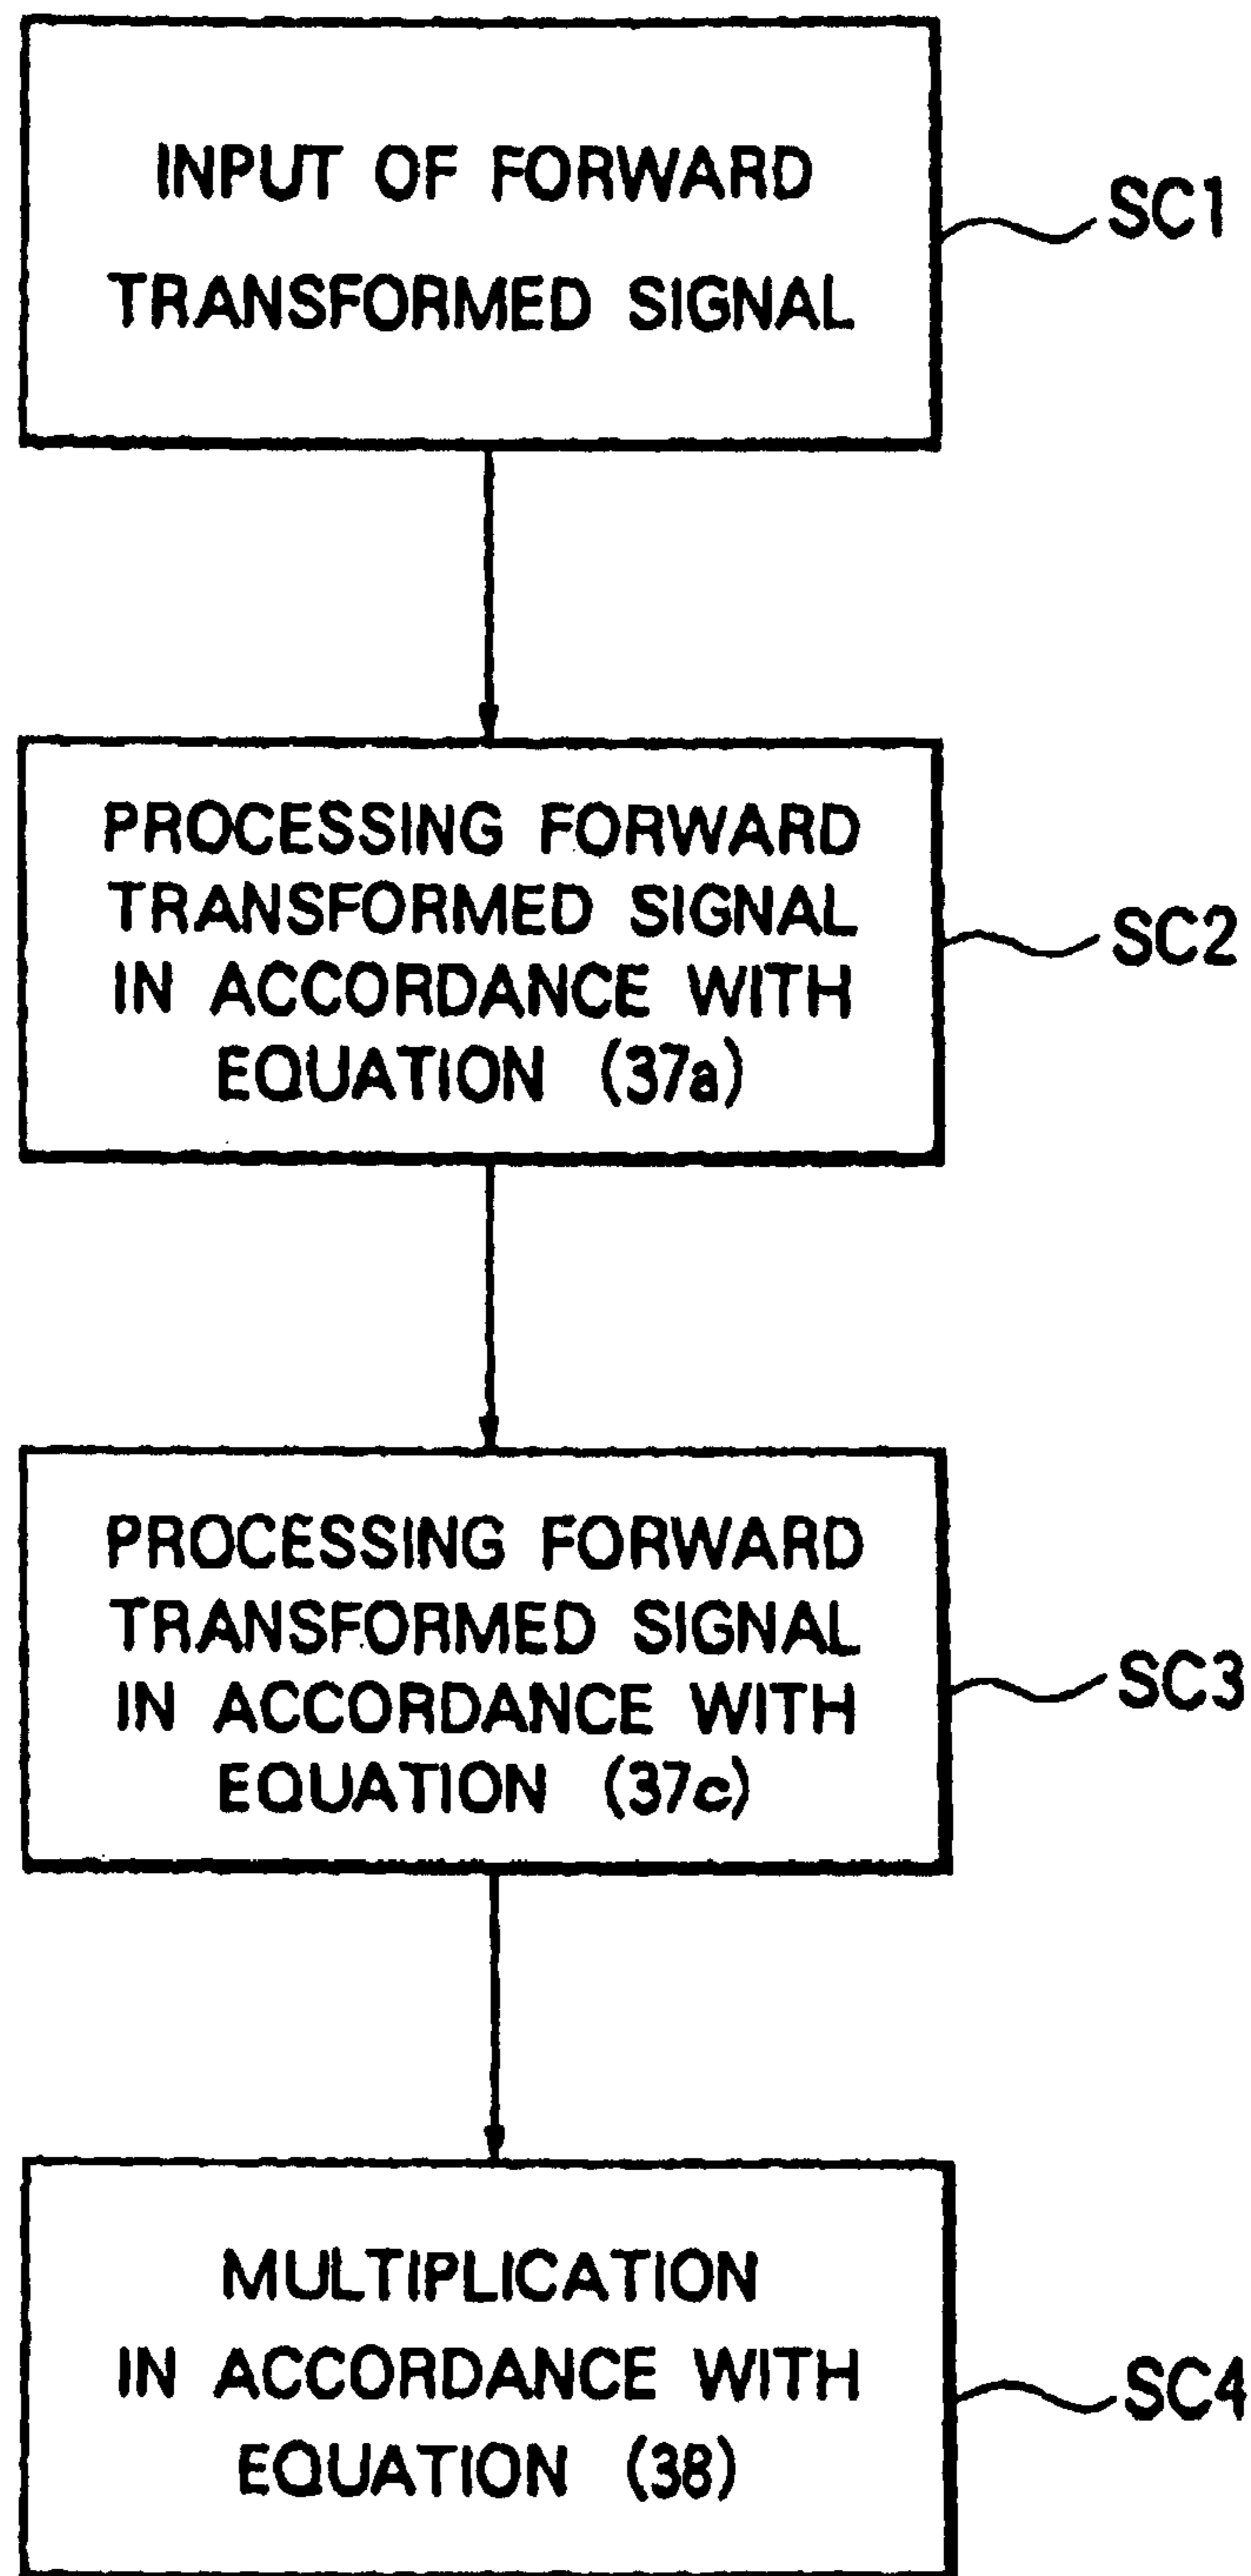 INPUT OF FORWARD
TRANSFORMED SIGNAL
SC1
PROCESSING FORWARD
TRANSFORMED SIGNAL
IN ACCORDANCE WITH
EQUATION (37a)
SC2
PROCESSING FORWARD
TRANSFORMED SIGNAL
IN ACCORDANCE WITH
EQUATION (37c)
SC3
MULTIPLICATION
IN ACCORDANCE WITH
EQUATION (38)
SC4